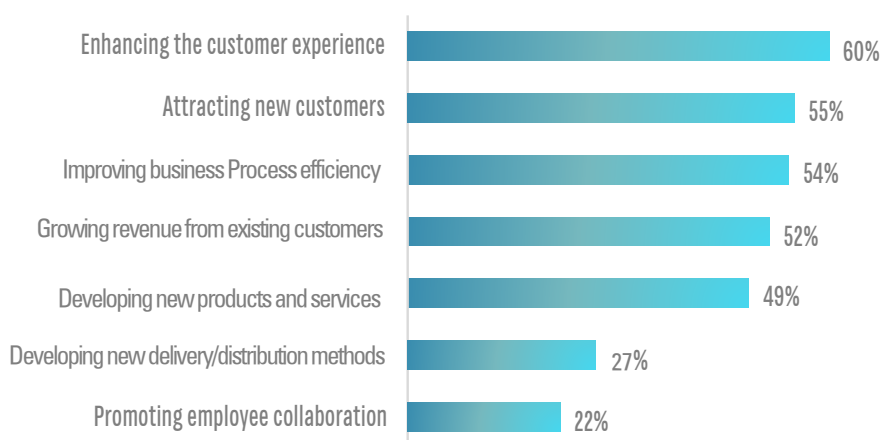 Enhancing the customer experience 60%
Attracting new customers 55%
Improving business Process efficiency 54%
Growing revenue from existing customers 52%
Developing new products and services 49%
Developing new delivery/distribution methods 27%
Promoting employee collaboration 22%